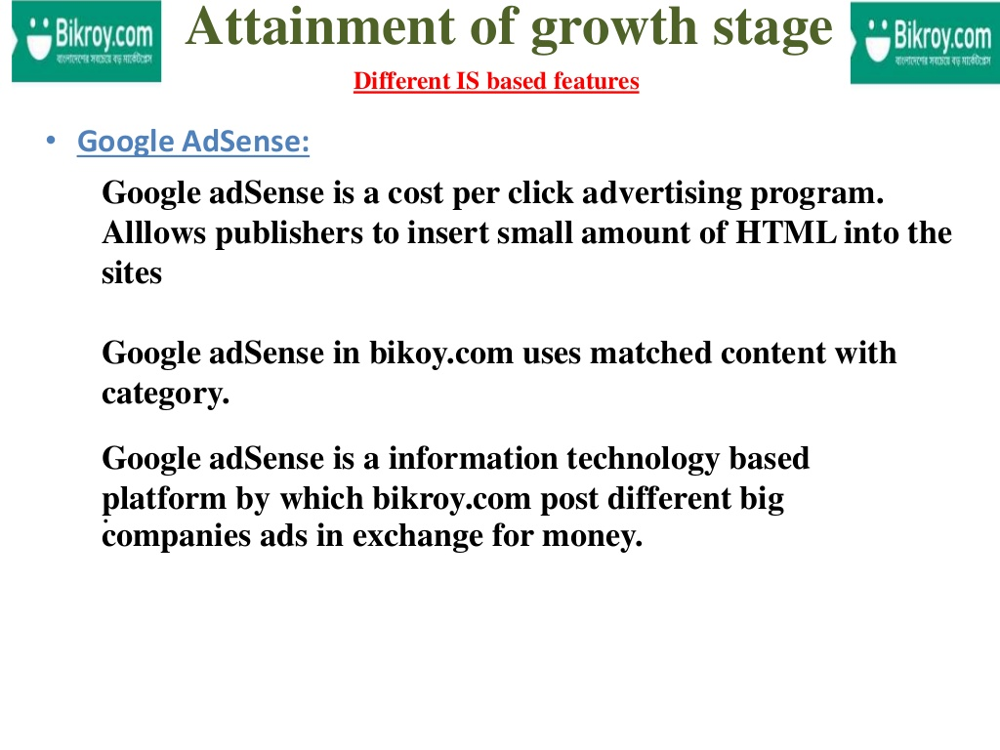 Bikroy.com
বাংলাদেশের সবচেয়ে বড় মার্কেটপ্লেস
Attainment of growth stage
Bikroy.com
বাংলাদেশের সবচেয়ে বড় মার্কেটপ্লেস
Different IS based features
• Google AdSense:
Google adSense is a cost per click advertising program.
Alllows publishers to insert small amount of HTML into the
sites
Google adSense in bikoy.com uses matched content with
category.
Google adSense is a information technology based
platform by which bikroy.com post different big
.
companies ads in exchange for money.